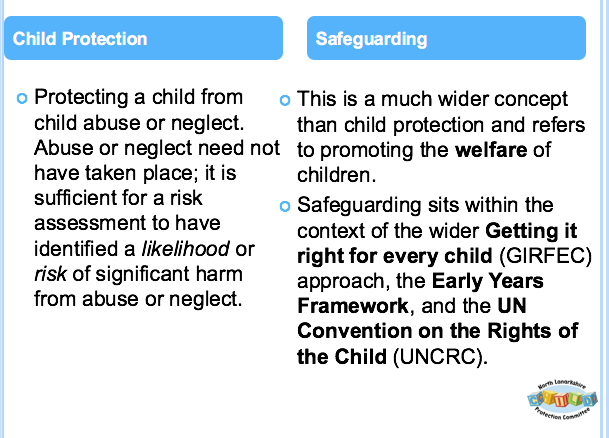 Child Protection
Protecting a child from
child abuse or neglect.
Abuse or neglect need not
have taken place; it is
sufficient for a risk
assessment to have
identified a likelihood or
risk of significant harm
from abuse or neglect.
Safeguarding
This is a much wider concept
than child protection and refers
to promoting the welfare of
children.
Safeguarding sits within the
context of the wider Getting it
right for every child (GIRFEC)
approach, the Early Years
Framework, and the UN
Convention on the Rights of
the Child (UNCRC).
North Lanarkshire
Protection Committee